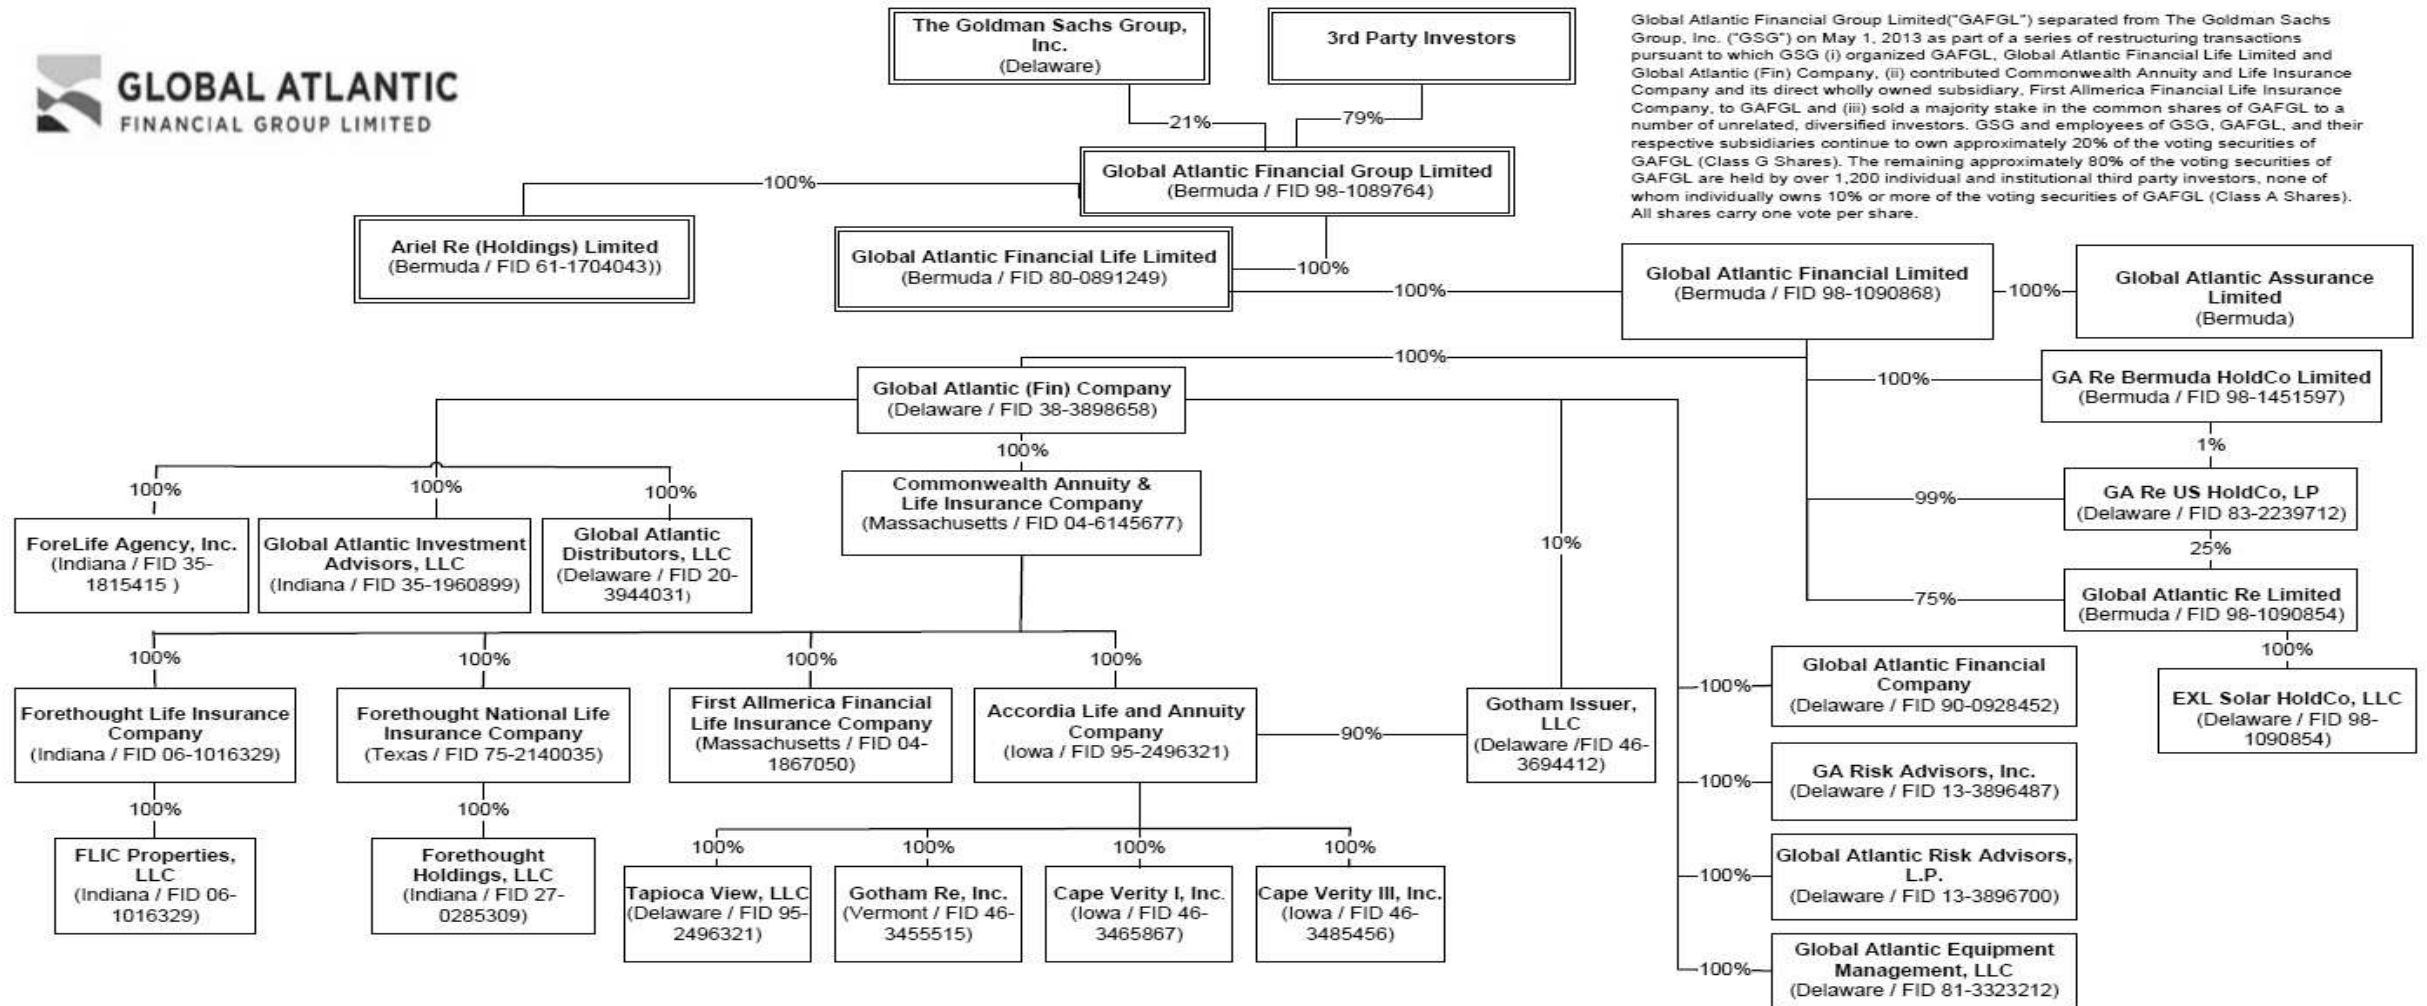 The Goldman Sachs Group,
Inc.
(Delaware)
3rd Party Investors
Global Atlantic Financial Group Limited("GAFGL") separated from The Goldman Sachs
Group, Inc. ("GSG") on May 1, 2013 as part of a series of restructuring transactions
pursuant to which GSG (i) organized GAFGL, Global Atlantic Financial Life Limited and
Global Atlantic (Fin) Company, (ii) contributed Commonwealth Annuity and Life Insurance
Company and its direct wholly owned subsidiary, First Allmerica Financial Life Insurance
Company, to GAFGL and (iii) sold a majority stake in the common shares of GAFGL to a
number of unrelated, diversified investors. GSG and employees of GSG, GAFGL, and their
respective subsidiaries continue to own approximately 20% of the voting securities of
GAFGL (Class G Shares). The remaining approximately 80% of the voting securities of
GAFGL are held by over 1,200 individual and institutional third party investors, none of
whom individually owns 10% or more of the voting securities of GAFGL (Class A Shares).
All shares carry one vote per share.
GLOBAL ATLANTIC
FINANCIAL GROUP LIMITED
21%
79%
Global Atlantic Financial Group Limited
(Bermuda / FID 98-1089764)
100%
Ariel Re (Holdings) Limited
(Bermuda / FID 61-1704043))
Global Atlantic Financial Life Limited
(Bermuda / FID 80-0891249)
100%
100%
Global Atlantic Financial Limited
(Bermuda / FID 98-1090868)
100%
Global Atlantic Assurance
Limited
(Bermuda)
100%
Global Atlantic (Fin) Company
(Delaware / FID 38-3898658)
100%
GA Re Bermuda HoldCo Limited
(Bermuda / FID 98-1451597)
1%
99%
GA Re US HoldCo, LP
(Delaware / FID 83-2239712)
25%
75%
Global Atlantic Re Limited
(Bermuda / FID 98-1090854)
100%
EXL Solar HoldCo, LLC
(Delaware / FID 98-
1090854)
100%
100%
100%
100%
Commonwealth Annuity &
Life Insurance Company
(Massachusetts / FID 04-6145677)
ForeLife Agency, Inc.
(Indiana / FID 35-
1815415 )
Global Atlantic Investment
Advisors, LLC
(Indiana / FID 35-1960899)
Global Atlantic
Distributors, LLC
(Delaware / FID 20-
3944031)
10%
100%
100%
100%
100%
Forethought Life Insurance
Company
(Indiana / FID 06-1016329)
Forethought National Life
Insurance Company
(Texas / FID 75-2140035)
First Allmerica Financial
Life Insurance Company
(Massachusetts / FID 04-
1867050)
Accordia Life and Annuity
Company
(Iowa / FID 95-2496321)
90%
Gotham Issuer,
LLC
(Delaware /FID 46-
3694412)
100%
Global Atlantic Financial
Company
(Delaware / FID 90-0928452)
100%
GA Risk Advisors, Inc.
(Delaware / FID 13-3896487)
100%
Global Atlantic Risk Advisors,
L.P.
(Delaware / FID 13-3896700)
100%
Global Atlantic Equipment
Management, LLC
(Delaware / FID 81-3323212)
100%
100%
FLIC Properties,
LLC
(Indiana / FID 06-
1016329)
Forethought
Holdings, LLC
(Indiana / FID 27-
0285309)
100%
100%
100%
100%
Tapioca View, LLC
(Delaware / FID 95-
2496321)
Gotham Re, Inc.
(Vermont / FID 46-
3455515)
Cape Verity I, Inc.
(Iowa / FID 46-
3465867)
Cape Verity III, Inc.
(Iowa / FID 46-
3485456)